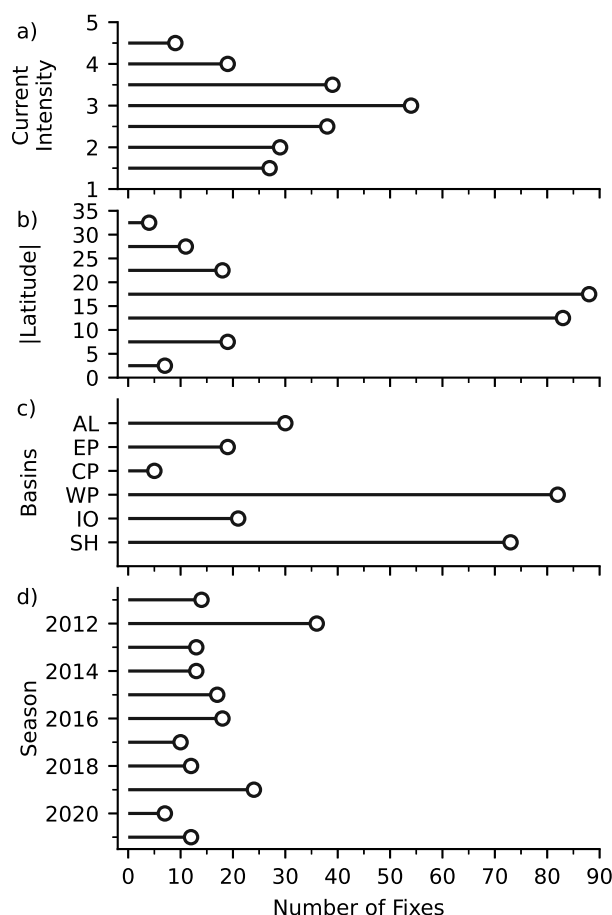 a)
5
4
3
2
1
Current
Intensity
b)
35
30
25
20
15
10
5
0
|Latitude|
c)
AL
EP
CP
WP
IO
SH
Basins
d)
2012
2014
2016
2018
2020
Season
0 10 20 30 40 50 60 70 80 90
Number of Fixes